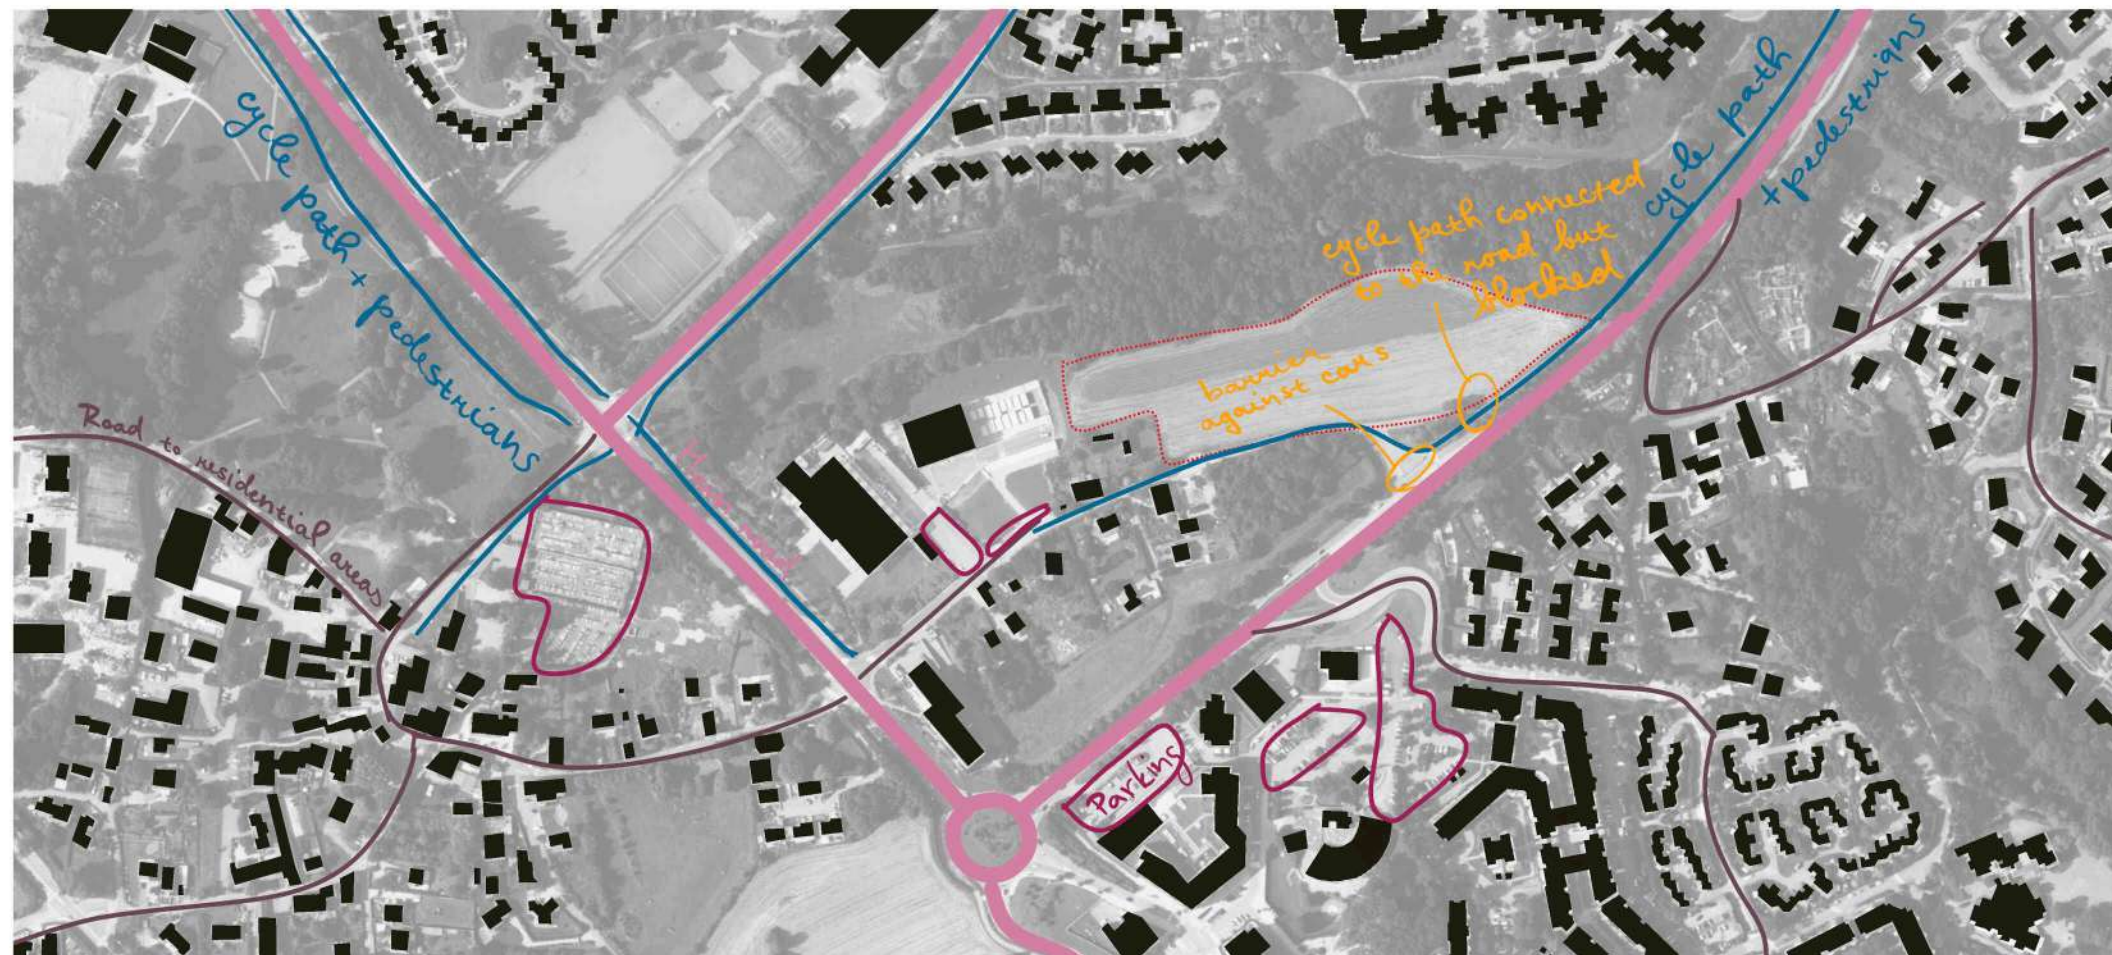 cycle path + pedestrians
cycle path
+ pedestrians
cycle path connected
to the road but
blocked
barrier
against cars
Road to residential areas
Main road
Parking